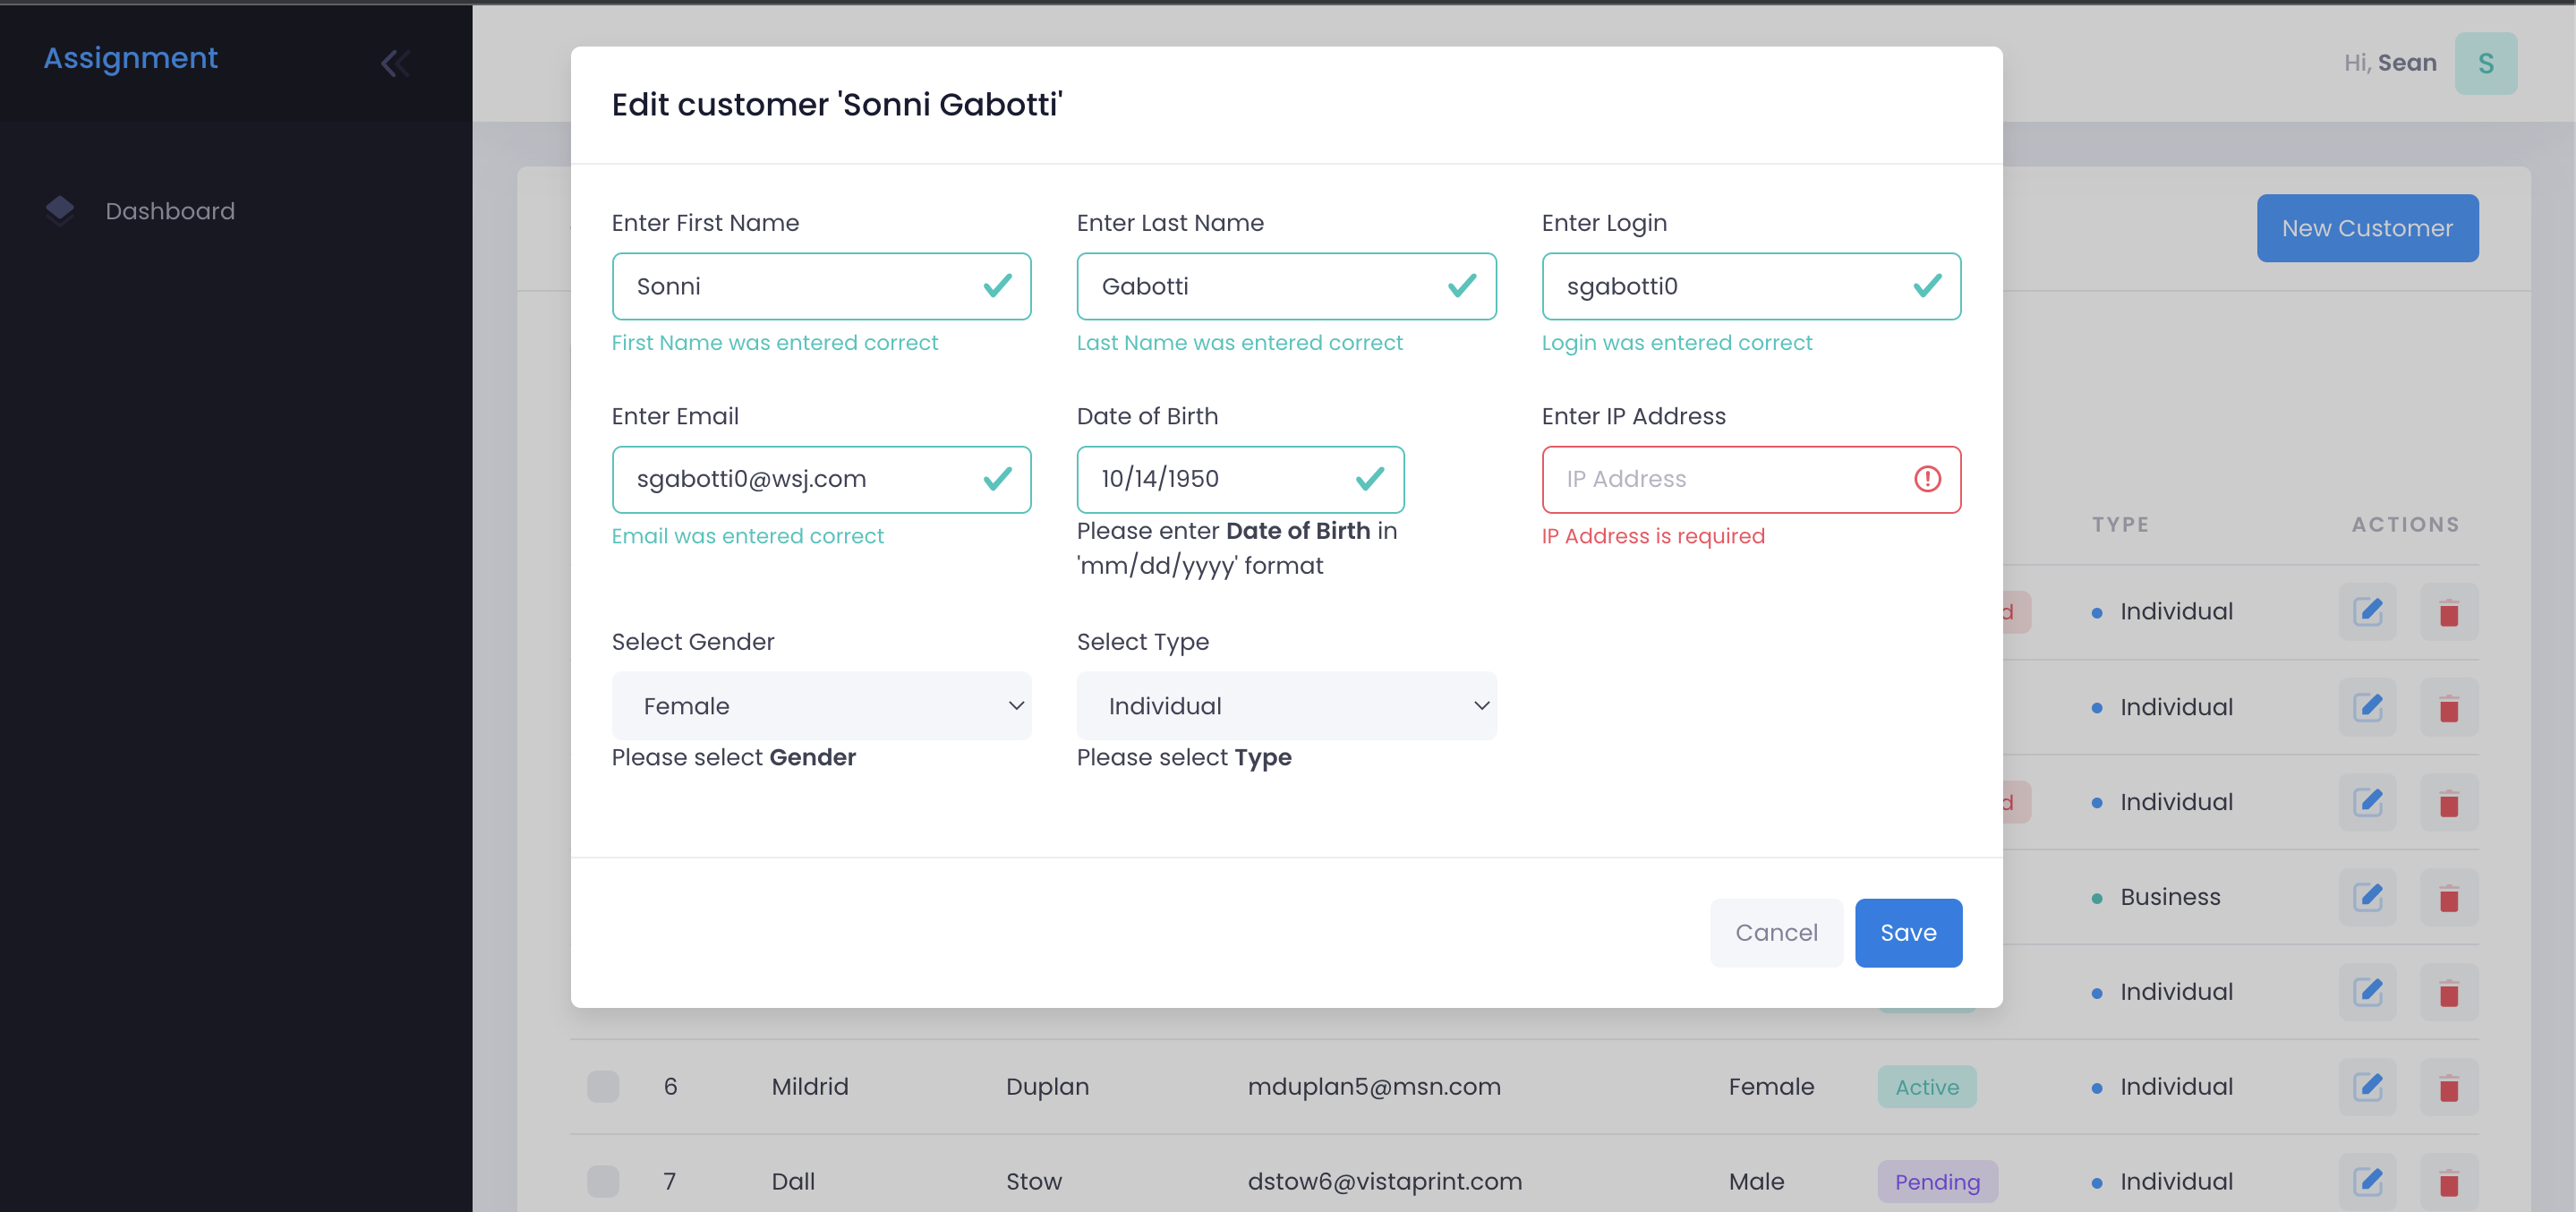 Assignment
Hi, Sean
S
Dashboard
New Customer
Edit customer 'Sonni Gabotti'
Enter First Name
Sonni
First Name was entered correct
Enter Last Name
Gabotti
Last Name was entered correct
Enter Login
sgabotti0
Login was entered correct
Enter Email
sgabotti0@wsj.com
Email was entered correct
Date of Birth
10/14/1950
Please enter Date of Birth in
'mm/dd/yyyy' format
Enter IP Address
IP Address
IP Address is required
Select Gender
Female
Please select Gender
Select Type
Individual
Please select Type
Cancel
Save
TYPE ACTIONS
d Individual
Individual
d Individual
Business
Individual
6 Mildrid Duplan mduplan5@msn.com Female Active Individual
7 Dall Stow dstow6@vistaprint.com Male Pending Individual